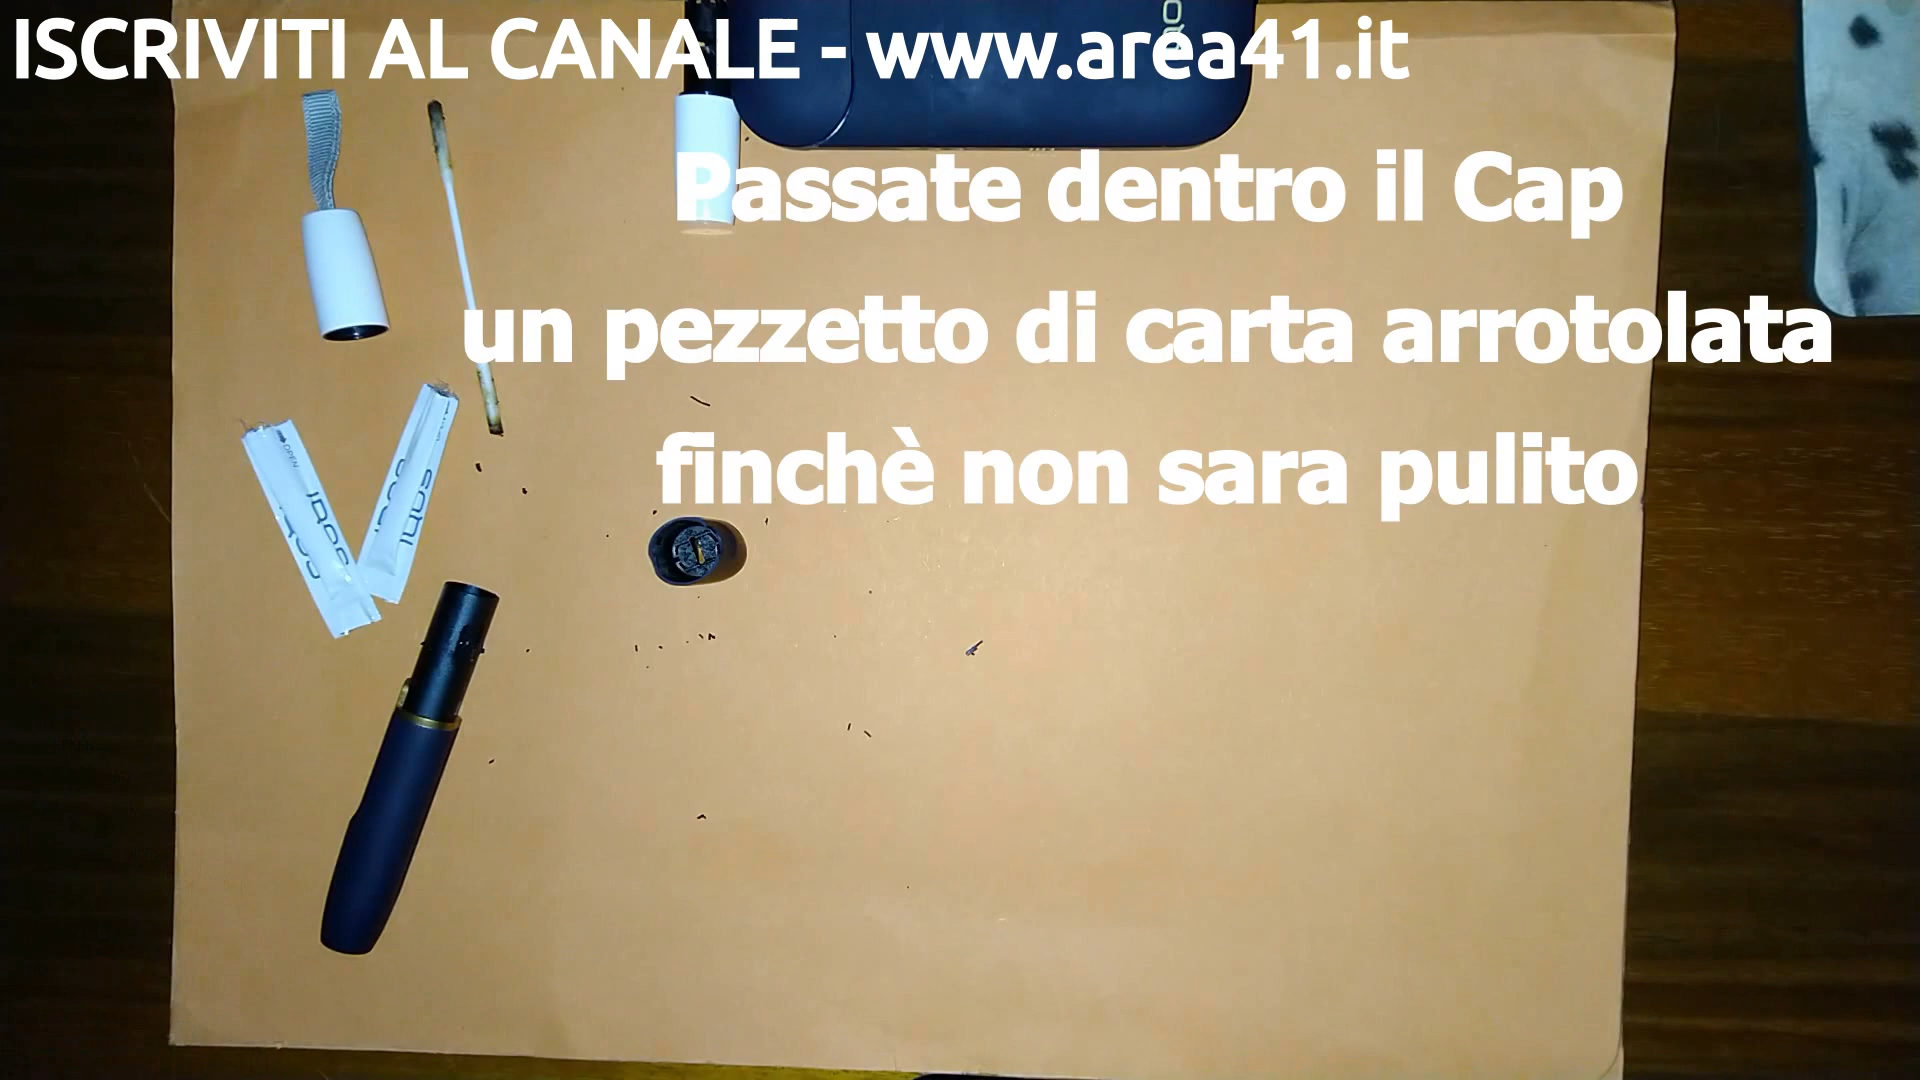 ISCRIVITI AL CANALE - www.area41.it
Passate dentro il Cap
un pezzetto di carta arrotolata
finchè non sara pulito
OPEN